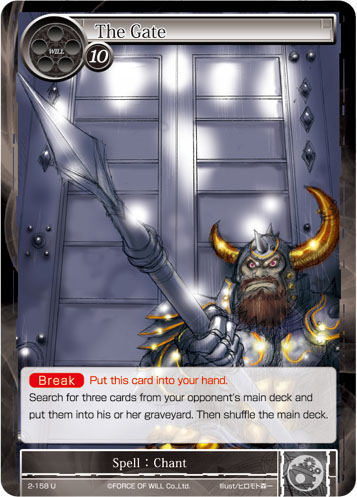 The Gate
WILL
10
Break Put this card into your hand.
Search for three cards from your opponent's main deck and
put them into his or her graveyard. Then shuffle the main deck.
Spell : Chant
2-158 U ©FORCE OF WILL Co.,Ltd. Illust/ヒロモト森一